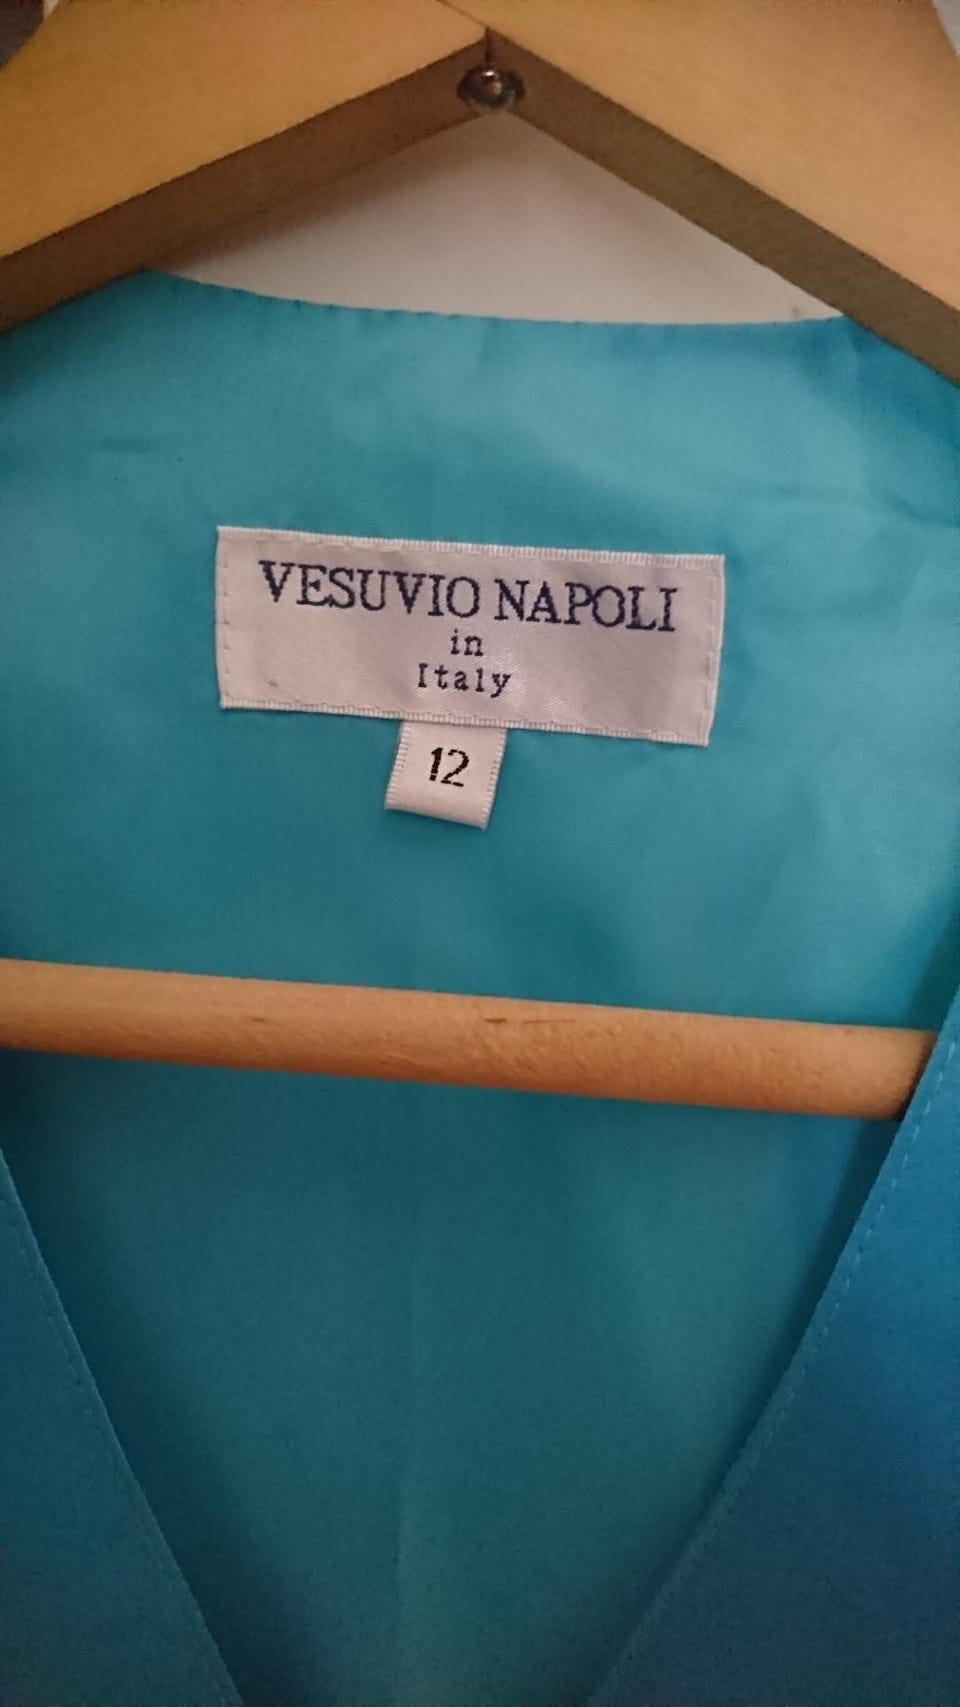 VESUVIO NAPOLI
in
Italy
12